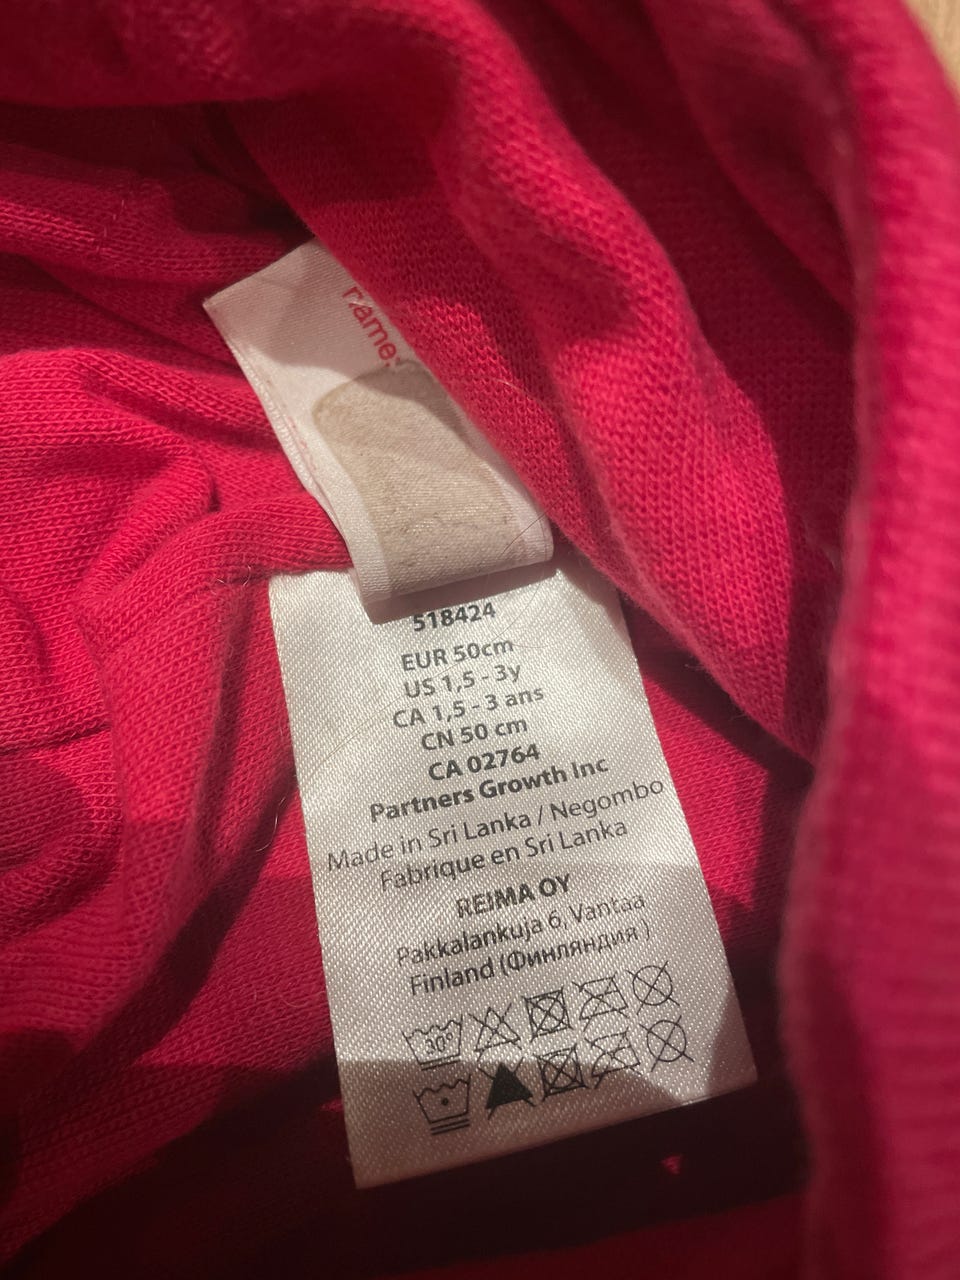 name:
518424
EUR 50cm
US 1,5 - 3y
CA 1,5 - 3 ans
CN 50 cm
CA 02764
Partners Growth Inc
Made in Sri Lanka / Negombo
Fabrique en Sri Lanka
REIMA OY
Pakkalankuja 6, Vantaa
Finland (Финляндия )
30°